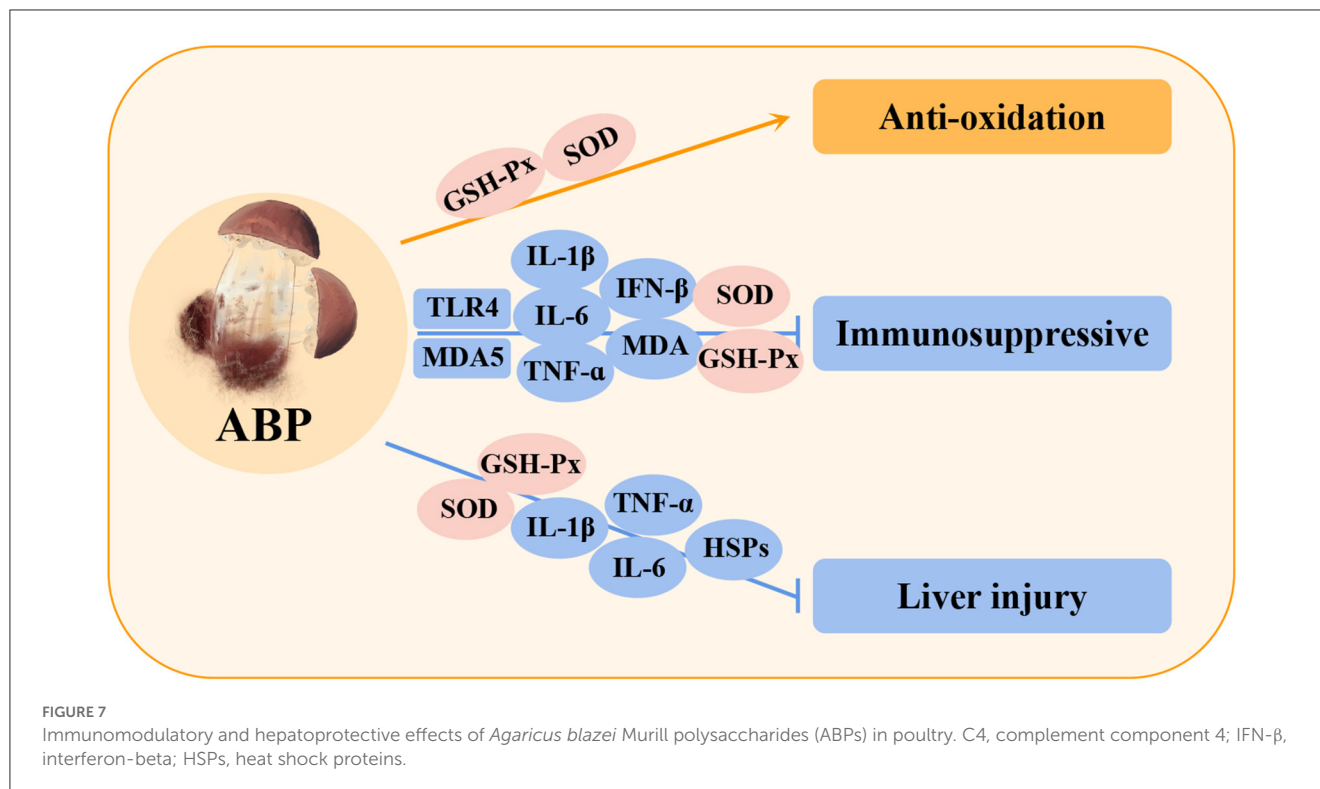 Anti-oxidation
GSH-Px
SOD
IL-1β
IFN-β
SOD
TLR4
IL-6
Immunosuppressive
MDA5
MDA
GSH-Px
TNF-α
ABP
GSH-Px
SOD
TNF-α
IL-1β
HSPs
IL-6
Liver injury
FIGURE 7
Immunomodulatory and hepatoprotective effects of Agaricus blazei Murill polysaccharides (ABPs) in poultry. C4, complement component 4; IFN-β,
interferon-beta; HSPs, heat shock proteins.